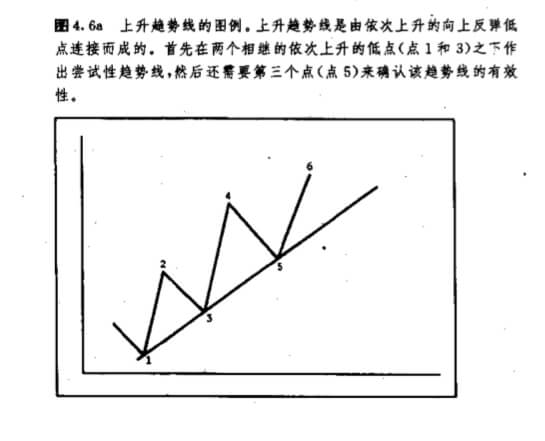 图4.6a 上升趋势线的图例。上升趋势线是由依次上升的向上反弹低
点连接而成的。首先在两个相继的依次上升的低点(点1和3)之下作
出尝试性趋势线,然后还需要第三个点(点5)来确认该趋势线的有效
性。
6
4
2
5
3
1